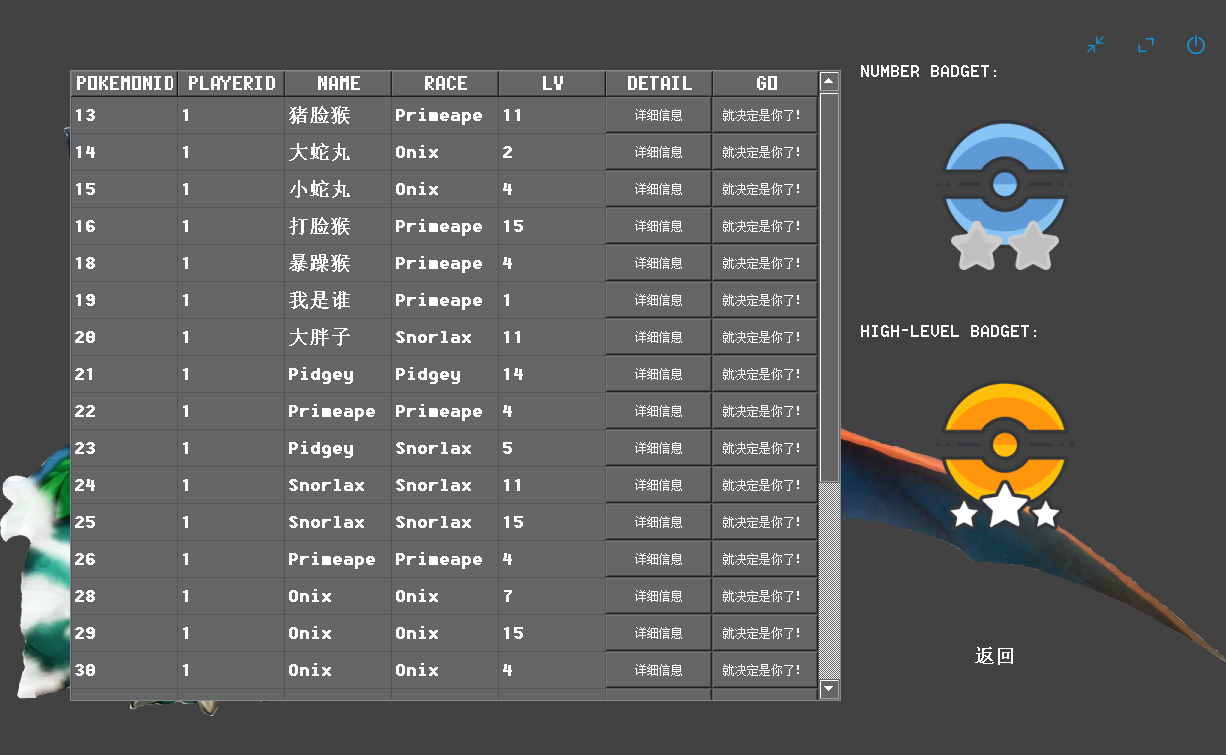 NUMBER BADGET:
POKEMONID PLAYERID NAME RACE LV DETAIL GO
13 1 猪脸猴 Primeape 11 详细信息 就决定是你了!
14 1 大蛇丸 Onix 2 详细信息 就决定是你了!
15 1 小蛇丸 Onix 4 详细信息 就决定是你了!
16 1 打脸猴 Primeape 15 详细信息 就决定是你了!
18 1 暴躁猴 Primeape 4 详细信息 就决定是你了!
19 1 我是谁 Primeape 1 详细信息 就决定是你了!
20 1 大胖子 Snorlax 11 详细信息 就决定是你了!
21 1 Pidgey Pidgey 14 详细信息 就决定是你了!
22 1 Primeape Primeape 4 详细信息 就决定是你了!
23 1 Pidgey Snorlax 5 详细信息 就决定是你了!
24 1 Snorlax Snorlax 11 详细信息 就决定是你了!
25 1 Snorlax Snorlax 15 详细信息 就决定是你了!
26 1 Primeape Primeape 4 详细信息 就决定是你了!
28 1 Onix Onix 7 详细信息 就决定是你了!
29 1 Onix Onix 15 详细信息 就决定是你了!
30 1 Onix Onix 4 详细信息 就决定是你了!
HIGH-LEVEL BADGET:
返回